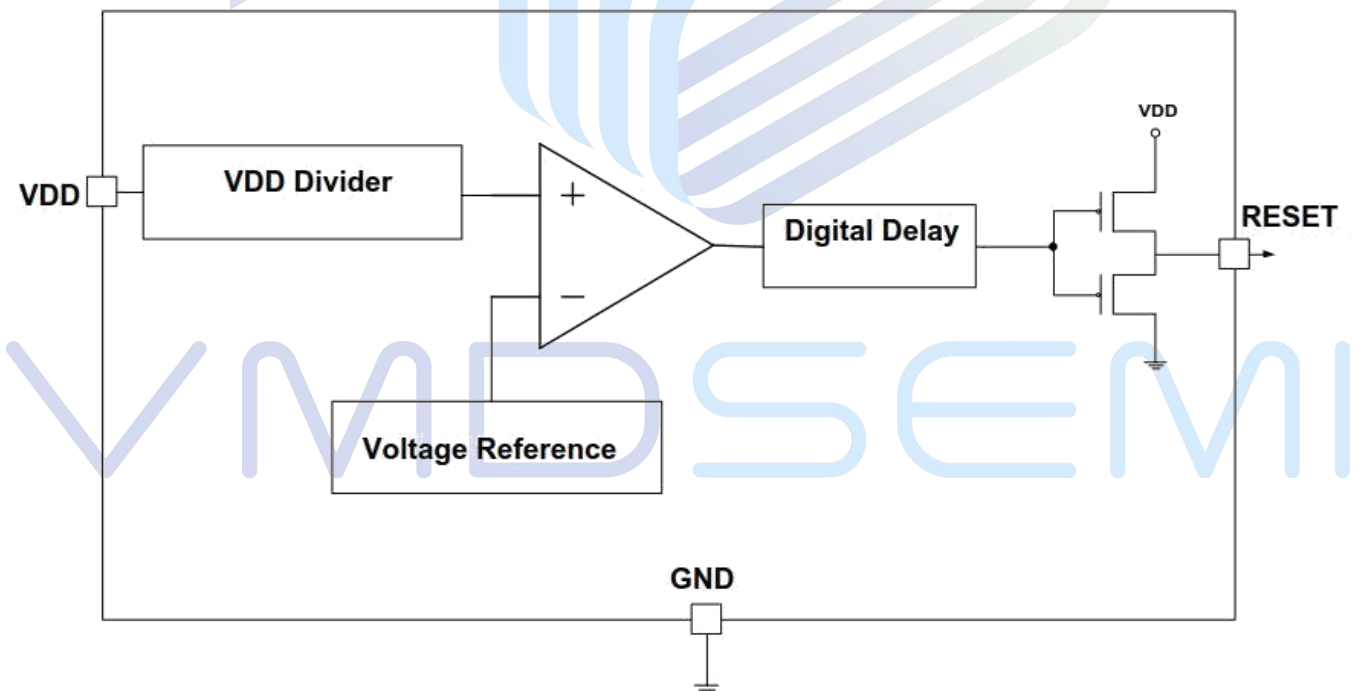 VDD
VDD Divider
+
−
Digital Delay
VDD
RESET
Voltage Reference
VMDSEMI
GND